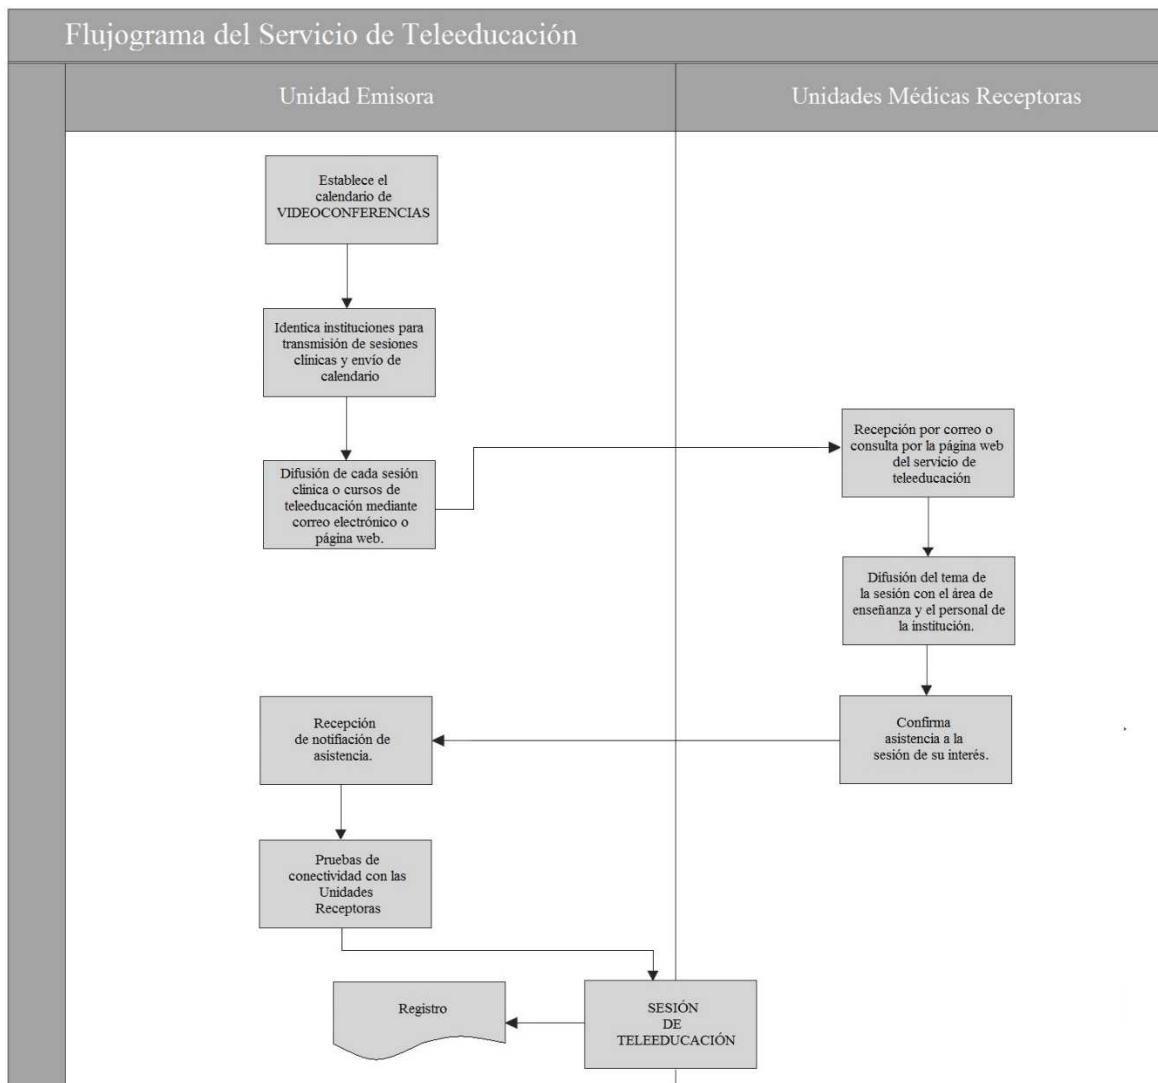 Flujograma del Servicio de Teleeducación
Unidad Emisora
Unidades Médicas Receptoras
Establece el
calendario de
VIDEOCONFERENCIAS
Identica instituciones para
transmisión de sesiones
clínicas y envío de
calendario
Difusión de cada sesión
clínica o cursos de
teleeducación mediante
correo electrónico o
página web.
Recepción por correo o
consulta por la página web
del servicio de
teleeducación
Difusión del tema de
la sesión con el área de
enseñanza y el personal de
la institución.
Confirma
asistencia a la
sesión de su interés.
Recepción
de notifiación de
asistencia.
Pruebas de
conectividad con las
Unidades
Receptoras
SESIÓN
DE
TELEEDUCACIÓN
Registro